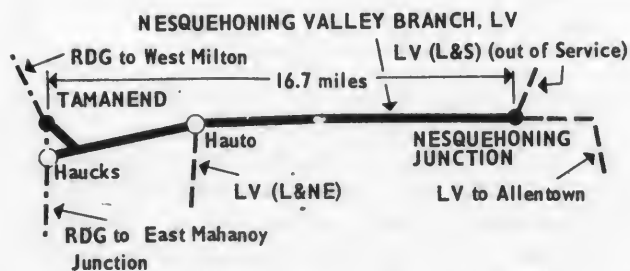 NESQUEHONING VALLEY BRANCH, LV
RDG to West Milton
LV (L&S) (out of Service)
16.7 miles
TAMANEND
Hauto
NESQUEHONING
JUNCTION
Haucks
LV (L&NE)
LV to Allentown
RDG to East Mahanoy
Junction